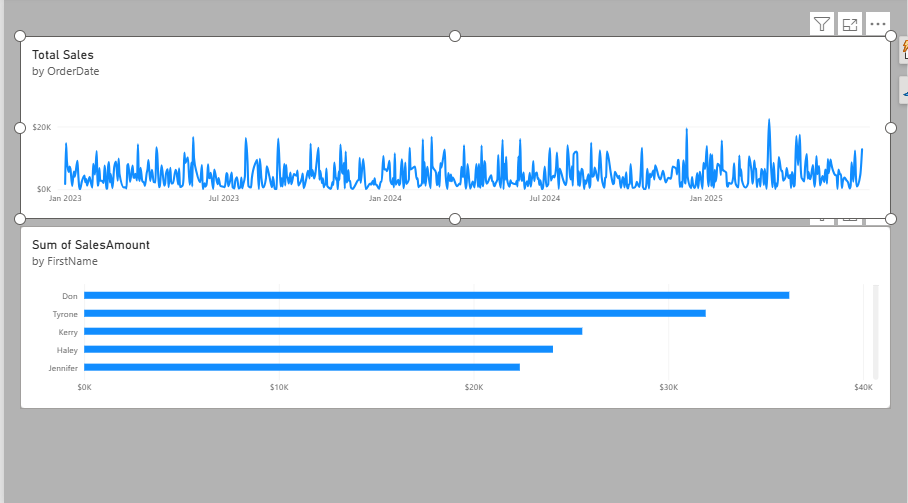 Total Sales
by OrderDate
$20K
$0K
Jan 2023 Jul 2023 Jan 2024 Jul 2024 Jan 2025
Sum of SalesAmount
by FirstName
Don
Tyrone
Kerry
Haley
Jennifer
$0K $10K $20K $30K $40K